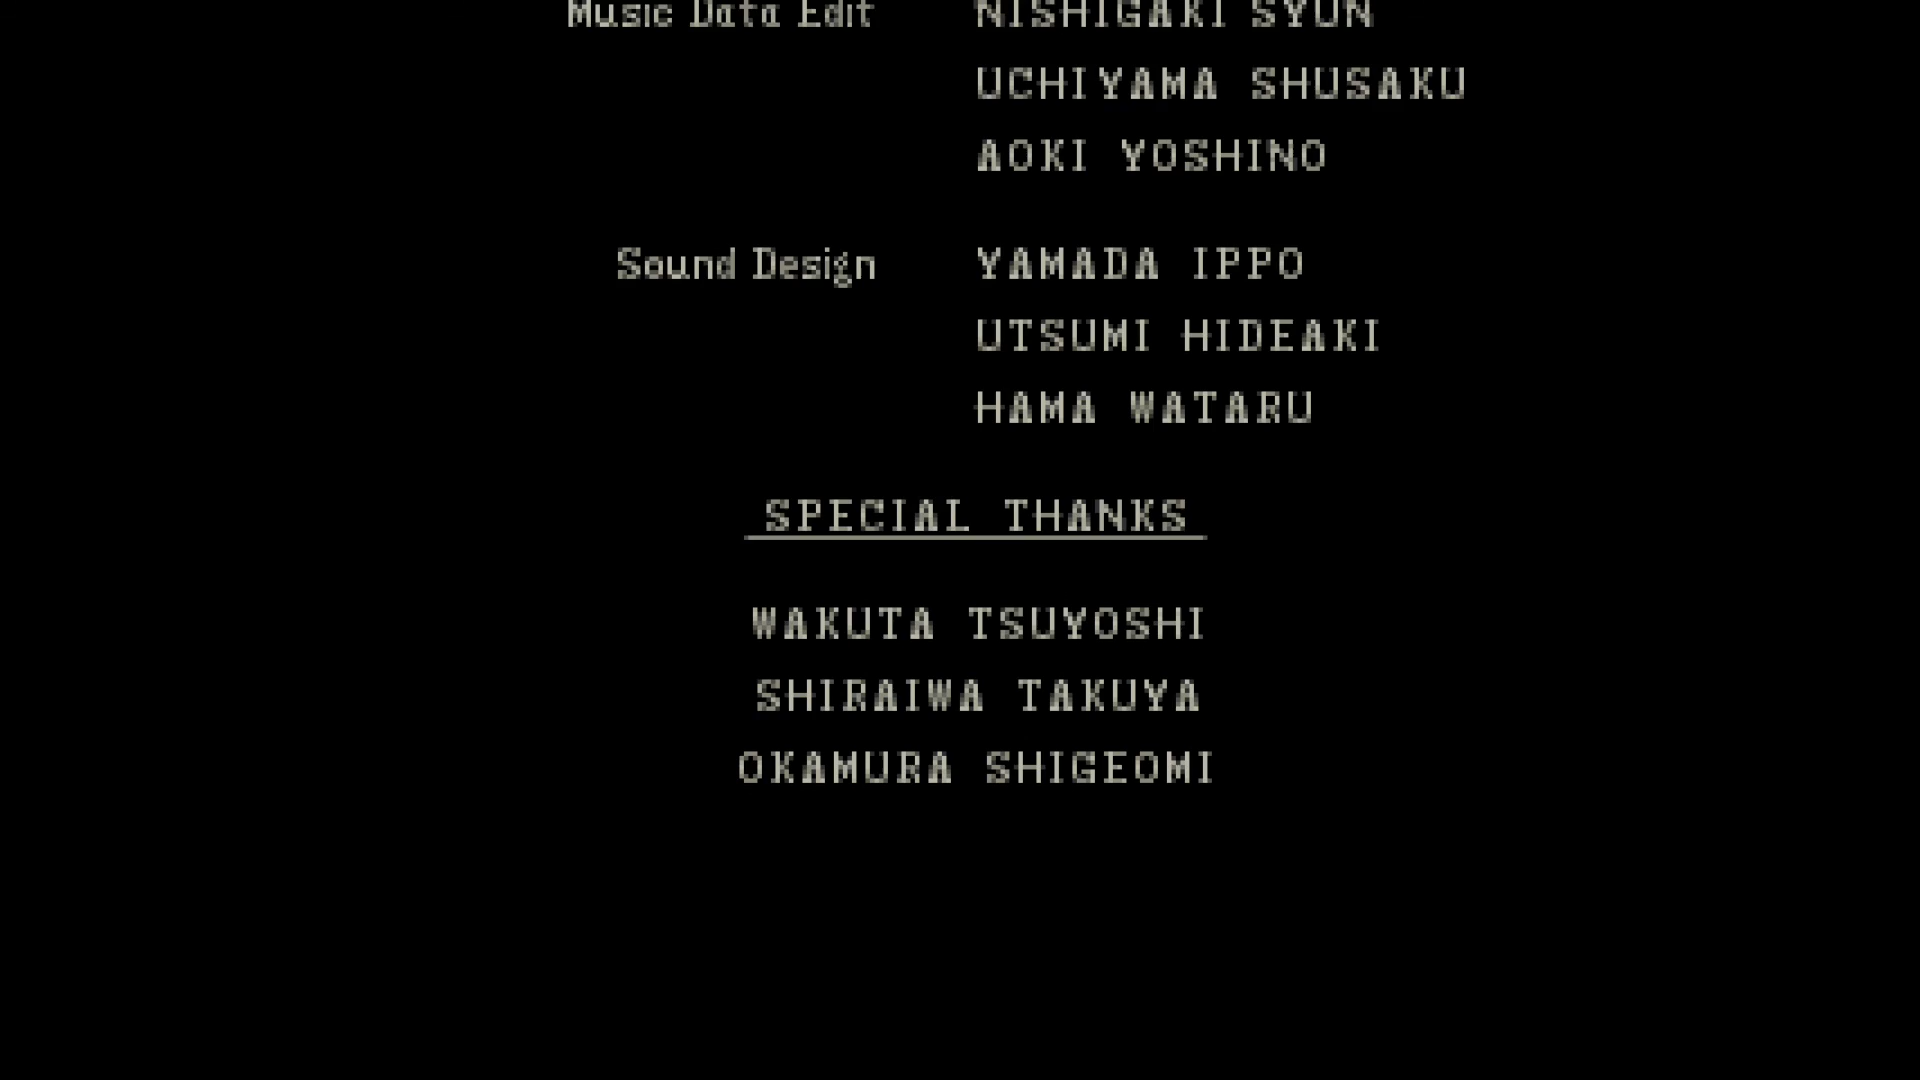 Music Data Edit NISHIGAKI SYUN
UCHIYAMA SHUSAKU
AOKI YOSHINO
Sound Design YAMADA IPPO
UTSUMI HIDEAKI
HAMA WATARU
SPECIAL THANKS
WAKUTA TSUYOSHI
SHIRAIWA TAKUYA
OKAMURA SHIGEOMI